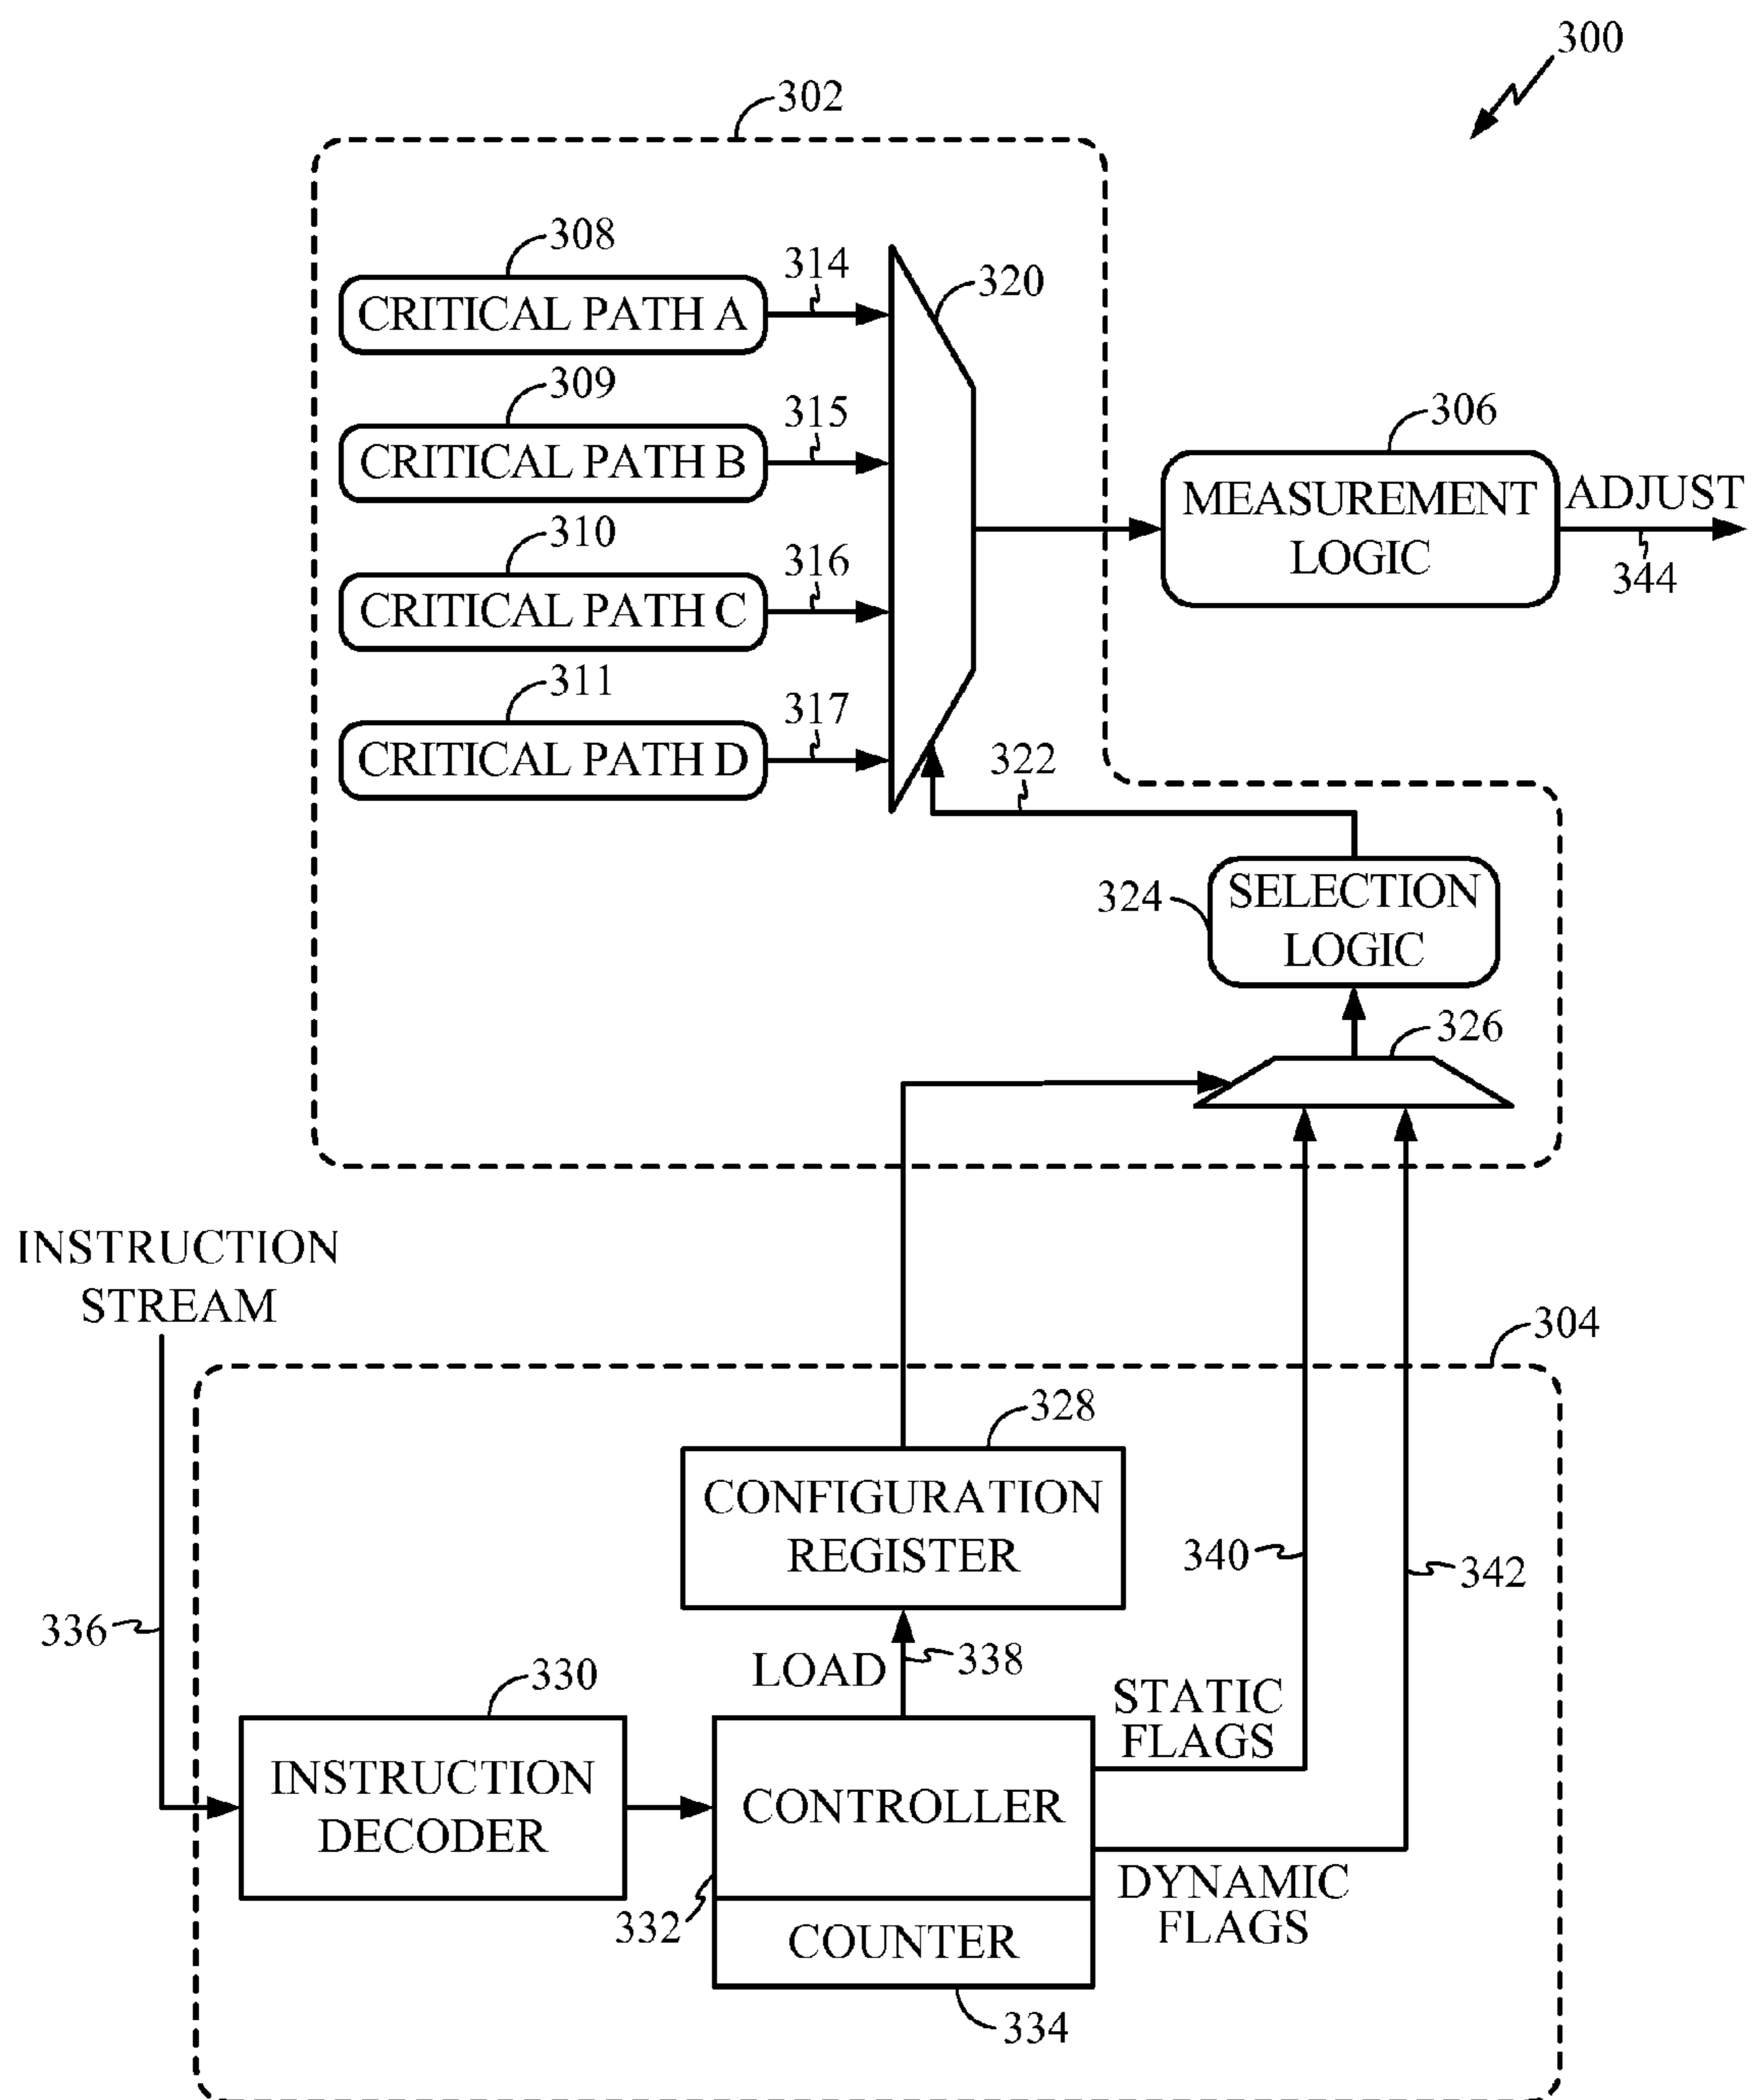 300
302
308
CRITICAL PATH A
314
320
309
CRITICAL PATH B
315
306
MEASUREMENT
LOGIC
ADJUST
344
310
CRITICAL PATH C
316
311
CRITICAL PATH D
317
322
324
SELECTION
LOGIC
326
INSTRUCTION
STREAM
304
328
CONFIGURATION
REGISTER
340
342
336
LOAD
338
330
STATIC
FLAGS
INSTRUCTION
DECODER
CONTROLLER
332
DYNAMIC
FLAGS
COUNTER
334